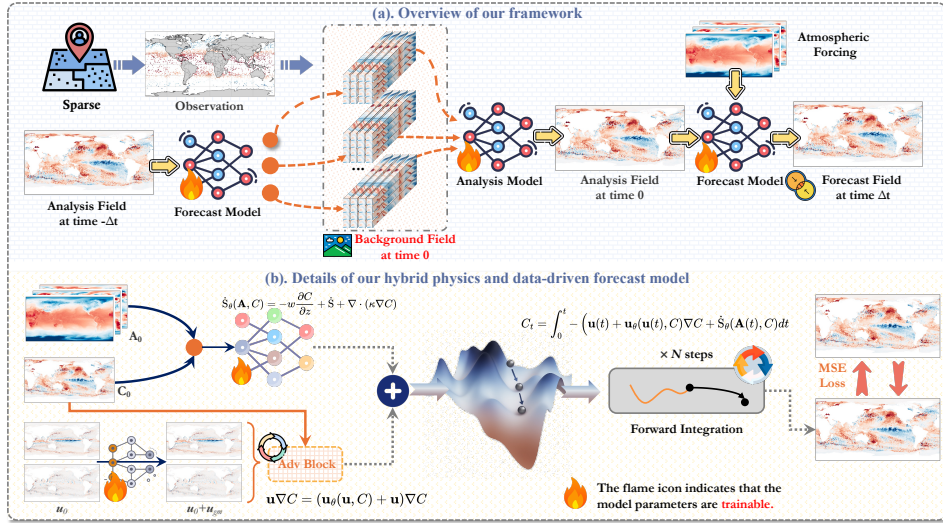 (a). Overview of our framework
Sparse
Observation
Atmospheric
Forcing
Analysis Field
at time -Δt
Forecast Model
...
Background Field
at time 0
Analysis Model
Analysis Field
at time 0
Forecast Model
Forecast Field
at time Δt
(b). Details of our hybrid physics and data-driven forecast model
A₀
C₀
Ŝ_θ(A, C) = −w ∂C/∂z + Ŝ + ∇ · (κ∇C)
C_t = ∫₀ᵗ −(u(t) + u_θ(u(t), C)∇C + Ŝ_θ(A(t), C)dt
× N steps
Forward Integration
MSE
Loss
Adv Block
u₀
u₀+u_gm
u∇C = (u_θ(u, C) + u)∇C
The flame icon indicates that the
model parameters are trainable.